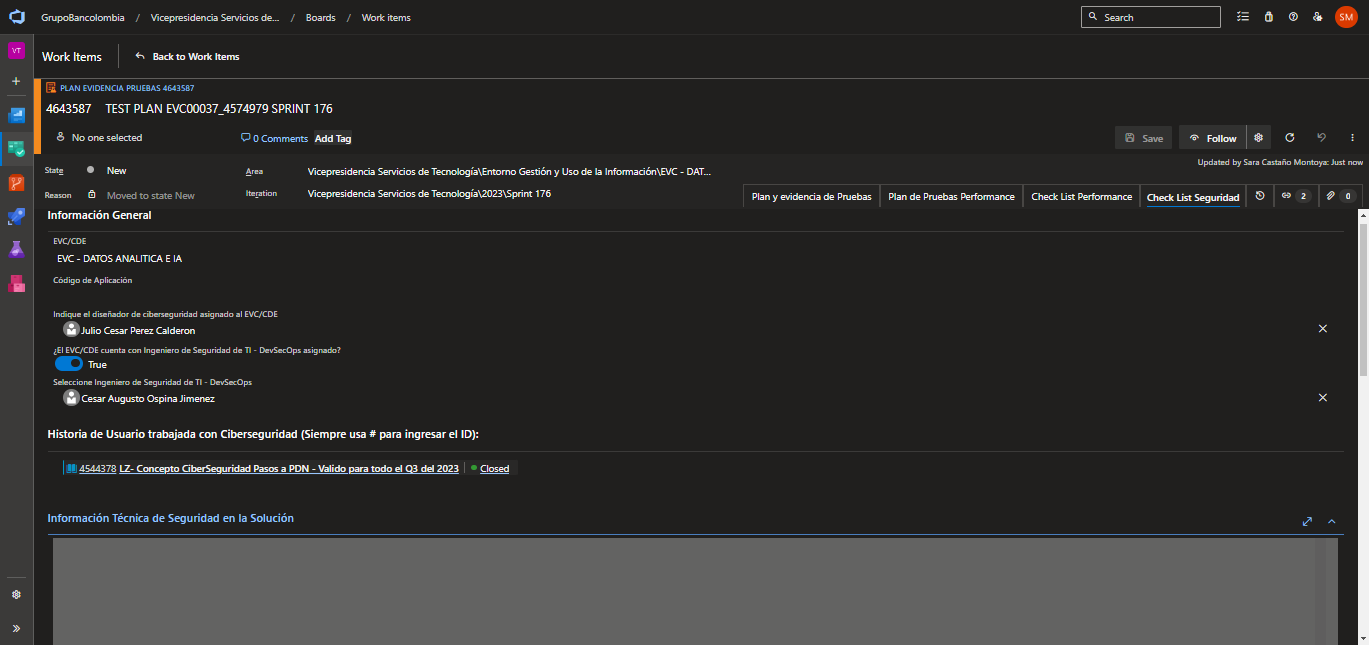 GrupoBancolombia / Vicepresidencia Servicios de... / Boards / Work items
Search
SM
VT
Work Items
Back to Work Items
PLAN EVIDENCIA PRUEBAS 4643587
4643587 TEST PLAN EVC00037_4574979 SPRINT 176
No one selected
0 Comments
Add Tag
Save
Follow
Updated by Sara Castaño Montoya: Just now
State
New
Area
Vicepresidencia Servicios de Tecnología\Entorno Gestión y Uso de la Información\EVC - DAT...
Reason
Moved to state New
Iteration
Vicepresidencia Servicios de Tecnología\2023\Sprint 176
Plan y evidencia de Pruebas
Plan de Pruebas Performance
Check List Performance
Check List Seguridad
2
0
Información General
EVC/CDE
EVC - DATOS ANALITICA E IA
Código de Aplicación
Indique el diseñador de ciberseguridad asignado al EVC/CDE
Julio Cesar Perez Calderon
¿El EVC/CDE cuenta con Ingeniero de Seguridad de TI - DevSecOps asignado?
True
Seleccione Ingeniero de Seguridad de TI - DevSecOps
Cesar Augusto Ospina Jimenez
Historia de Usuario trabajada con Ciberseguridad (Siempre usa # para ingresar el ID):
4544378 LZ- Concepto CiberSeguridad Pasos a PDN - Valido para todo el Q3 del 2023
Closed
Información Técnica de Seguridad en la Solución